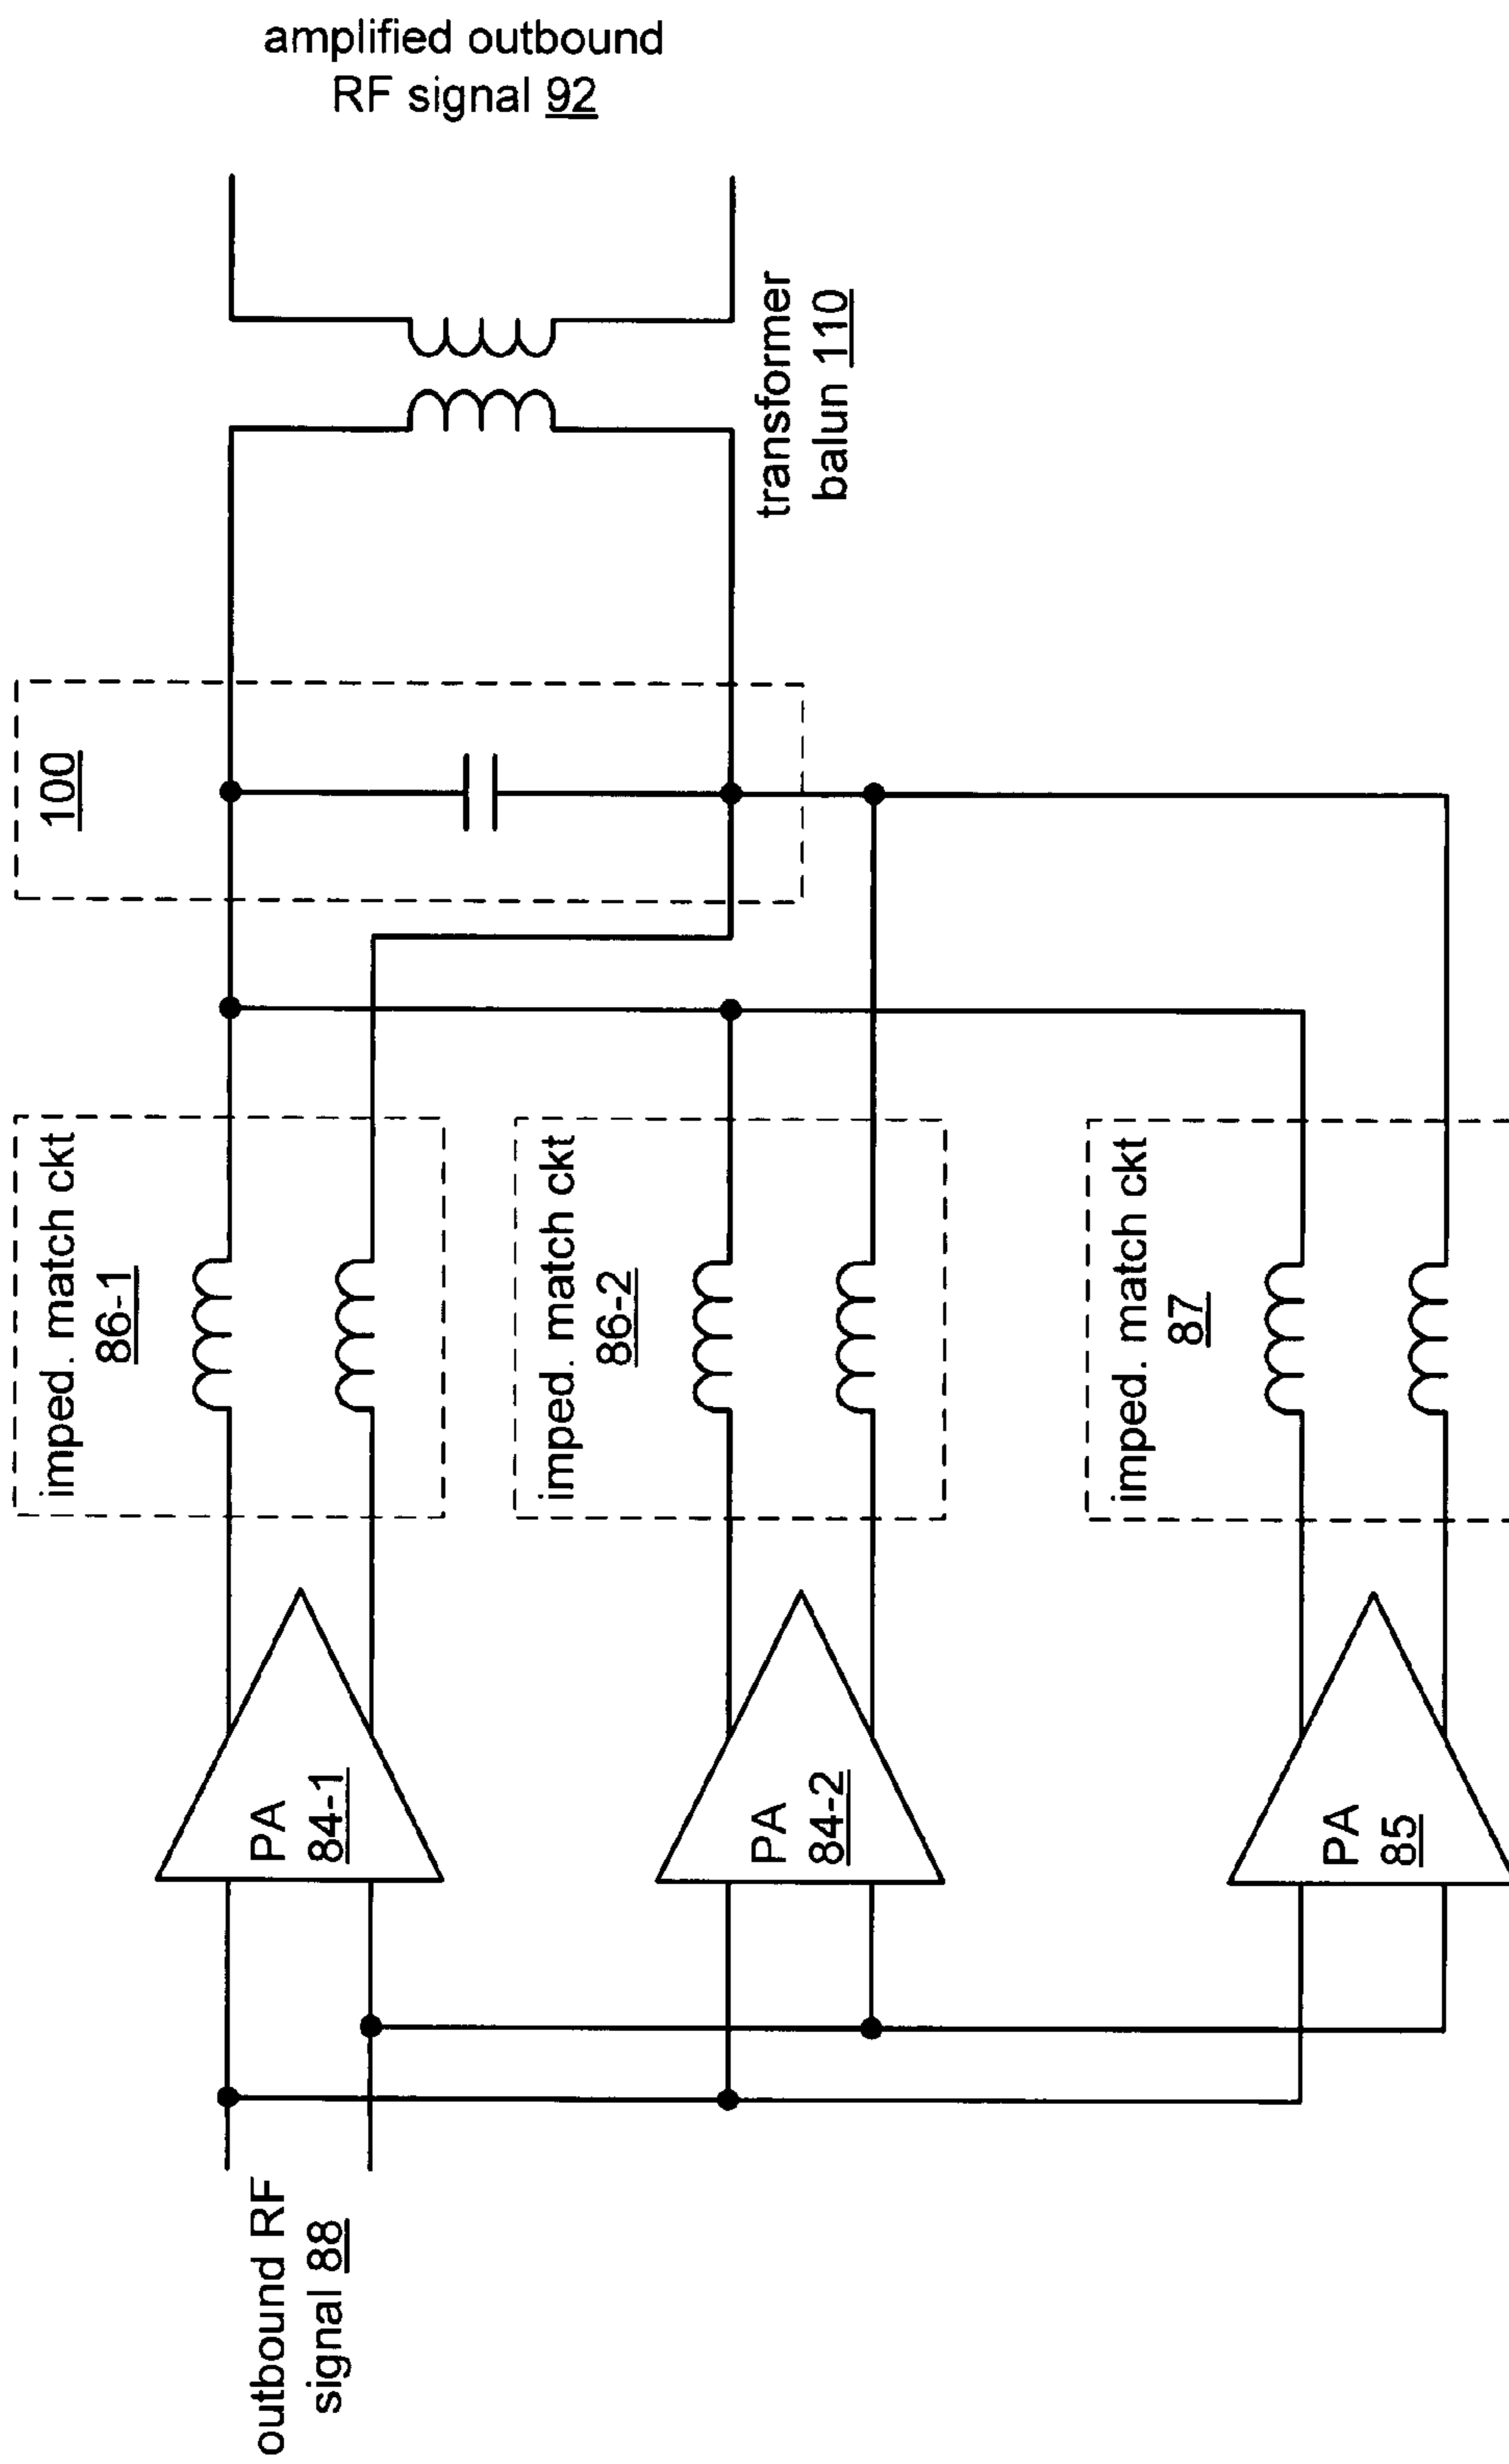 amplified outbound
RF signal 92
transformer
balun 110
100
imped. match ckt
86-1
imped. match ckt
86-2
imped. match ckt
87
PA
84-1
PA
84-2
PA
85
outbound RF
signal 88